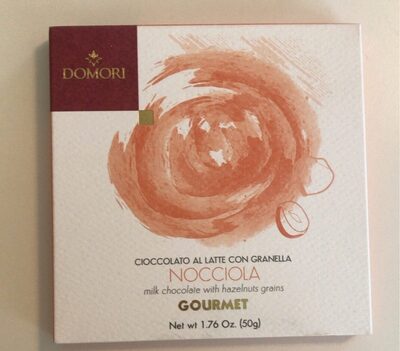 DOMORI
CIOCCOLATO AL LATTE CON GRANELLA
NOCCIOLA
milk chocolate with hazelnuts grains
GOURMET
Net wt 1.76 Oz. (50g)